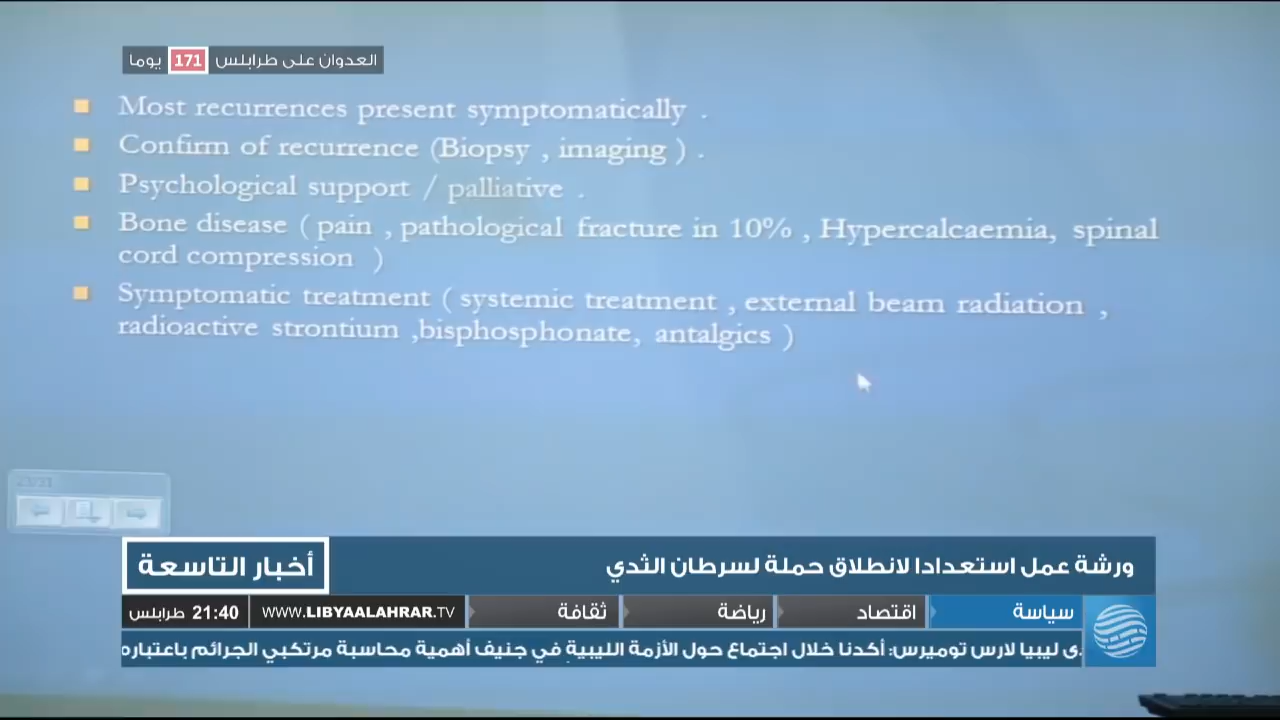 العدوان على طرابلس 171 يوما
Most recurrences present symptomatically .
Confirm of recurrence (Biopsy , imaging ) .
Psychological support / palliative .
Bone disease ( pain , pathological fracture in 10% , Hypercalcaemia, spinal
cord compression )
Symptomatic treatment ( systemic treatment , external beam radiation ,
radioactive strontium ,bisphosphonate, antalgics )
ورشة عمل استعدادا لانطلاق حملة لسرطان الثدي
أخبار التاسعة
سياسة اقتصاد رياضة ثقافة WWW.LIBYAALAHRAR.TV 21:40 طرابلس
ليبيا لارس توميرس: أكدنا خلال اجتماع حول الأزمة الليبية في جنيف أهمية محاسبة مرتكبي الجرائم باعتباره